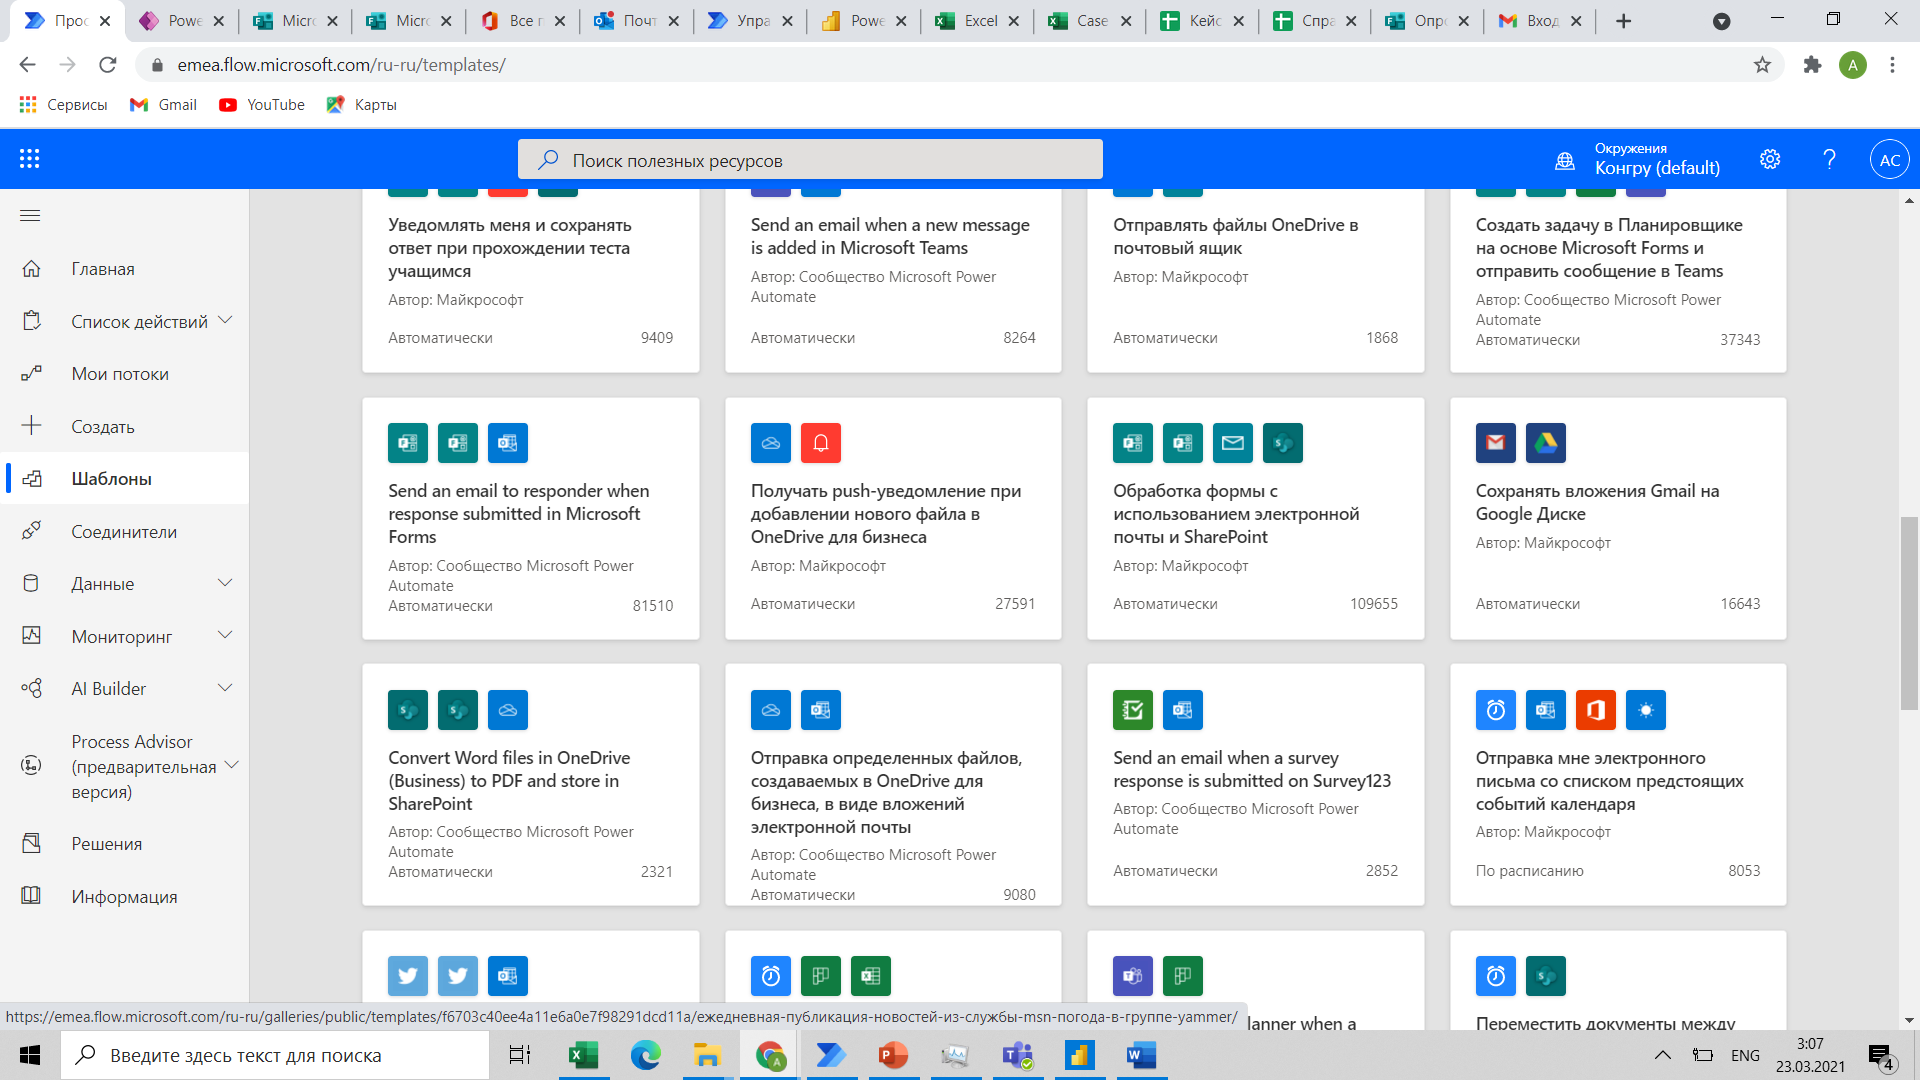 Прос
Powe
Micro
Micro
Все п
Почт
Упра
Powe
Excel
Case
Кейс
Спра
Опро
Вход
emea.flow.microsoft.com/ru-ru/templates/
A
Сервисы
Gmail
YouTube
Карты
Поиск полезных ресурсов
Окружения
Конгру (default)
AC
Главная
Список действий
Мои потоки
Создать
Шаблоны
Соединители
Данные
Мониторинг
AI Builder
Process Advisor
(предварительная
версия)
Решения
Информация
Уведомлять меня и сохранять
ответ при прохождении теста
учащимся
Автор: Майкрософт
Автоматически 9409
Send an email when a new message
is added in Microsoft Teams
Автор: Сообщество Microsoft Power
Automate
Автоматически 8264
Отправлять файлы OneDrive в
почтовый ящик
Автор: Майкрософт
Автоматически 1868
Создать задачу в Планировщике
на основе Microsoft Forms и
отправить сообщение в Teams
Автор: Сообщество Microsoft Power
Automate
Автоматически 37343
Send an email to responder when
response submitted in Microsoft
Forms
Автор: Сообщество Microsoft Power
Automate
Автоматически 81510
Получать push-уведомление при
добавлении нового файла в
OneDrive для бизнеса
Автор: Майкрософт
Автоматически 27591
Обработка формы с
использованием электронной
почты и SharePoint
Автор: Майкрософт
Автоматически 109655
Сохранять вложения Gmail на
Google Диске
Автор: Майкрософт
Автоматически 16643
Convert Word files in OneDrive
(Business) to PDF and store in
SharePoint
Автор: Сообщество Microsoft Power
Automate
Автоматически 2321
Отправка определенных файлов,
создаваемых в OneDrive для
бизнеса, в виде вложений
электронной почты
Автор: Сообщество Microsoft Power
Automate
Автоматически 9080
Send an email when a survey
response is submitted on Survey123
Автор: Сообщество Microsoft Power
Automate
Автоматически 2852
Отправка мне электронного
письма со списком предстоящих
событий календаря
Автор: Майкрософт
По расписанию 8053
lanner when a
Переместить документы между
https://emea.flow.microsoft.com/ru-ru/galleries/public/templates/f6703c40ee4a11e6a0e7f98291dcd11a/ежедневная-публикация-новостей-из-службы-msn-погода-в-группе-yammer/
Введите здесь текст для поиска
ENG
3:07
23.03.2021
4